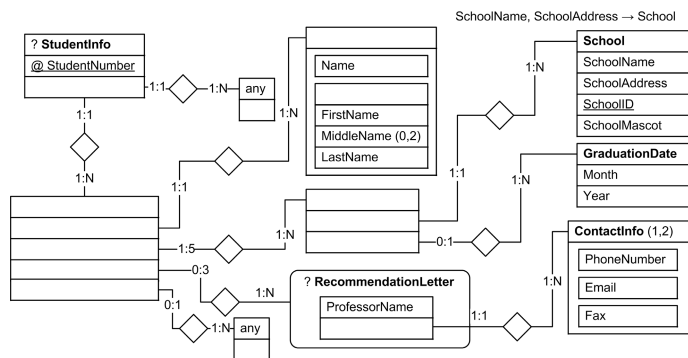 SchoolName, SchoolAddress → School
? StudentInfo
@ StudentNumber
1:1
1:N
any
1:1
1:N
Name
FirstName
MiddleName (0,2)
LastName
1:N
1:1
School
SchoolName
SchoolAddress
SchoolID
SchoolMascot
1:N
1:1
GraduationDate
Month
Year
1:N
0:1
1:5
1:N
0:3
1:N
0:1
1:N
any
? RecommendationLetter
ProfessorName
1:1
1:N
ContactInfo (1,2)
PhoneNumber
Email
Fax